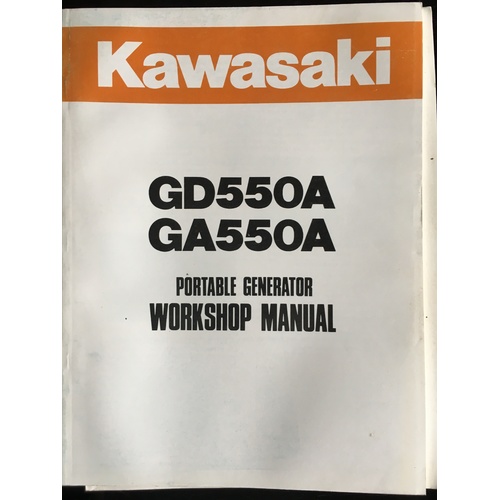 Kawasaki
GD550A
GA550A
PORTABLE GENERATOR
WORKSHOP MANUAL